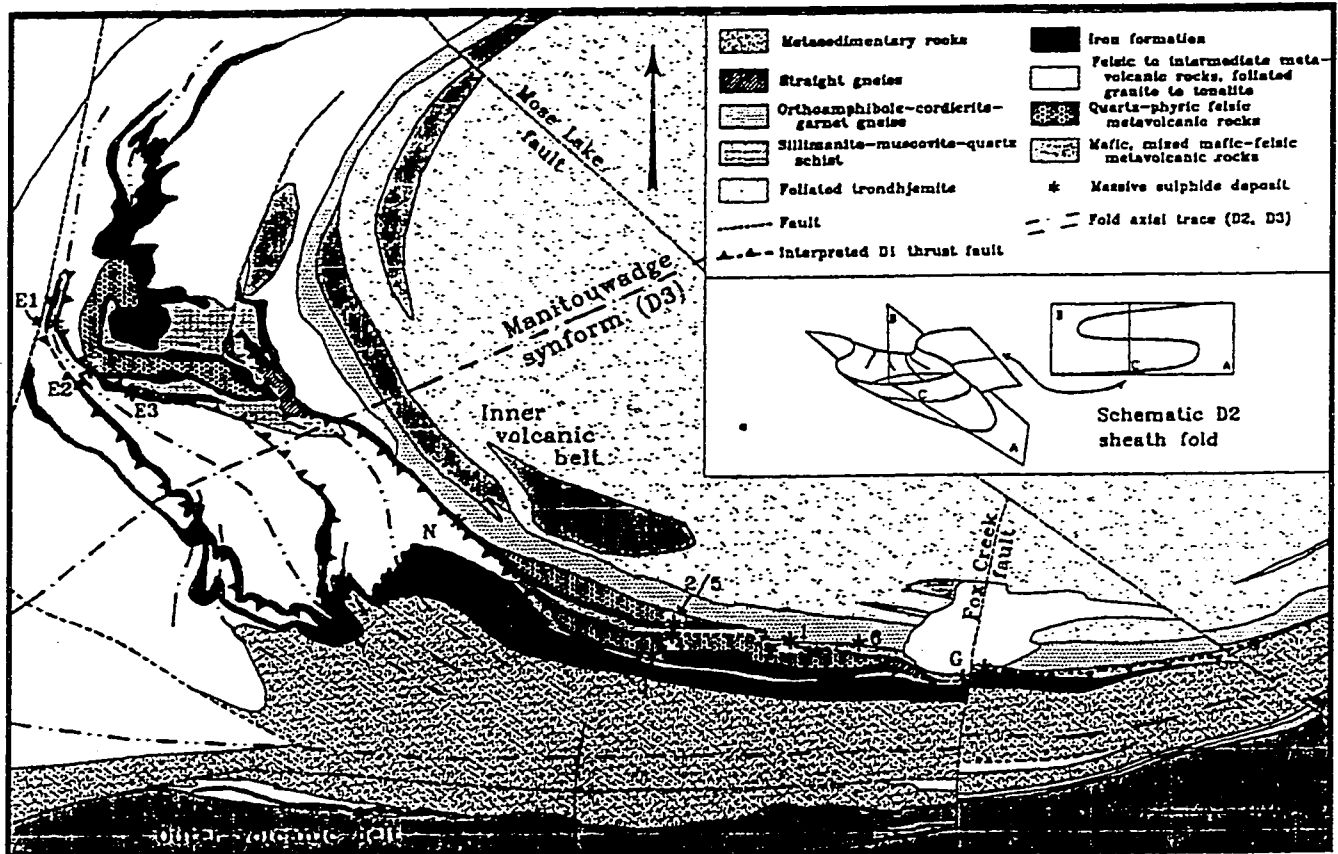 Metasedimentary rocks
Straight gneiss
Orthoamphibole-cordierite-
garnet gneiss
Sillimanite-muscovite-quartz
schist
Foliated trondhjemite
Fault
Interpreted D1 thrust fault
Iron formation
Felsic to intermediate meta-
volcanic rocks, foliated
granite to tonalite
Quartz-phyric felsic
metavolcanic rocks
Mafic, mixed mafic-felsic
metavolcanic rocks
* Massive sulphide deposit
Fold axial trace (D2, D3)
Mose Lake
fault
Manitouwadge
synform (D3)
B
C
A
B
C
A
Schematic D2
sheath fold
E1
E2
E3
Inner
volcanic
belt
N
2/5
1
6
Fox Creek
fault
G
Outer volcanic belt